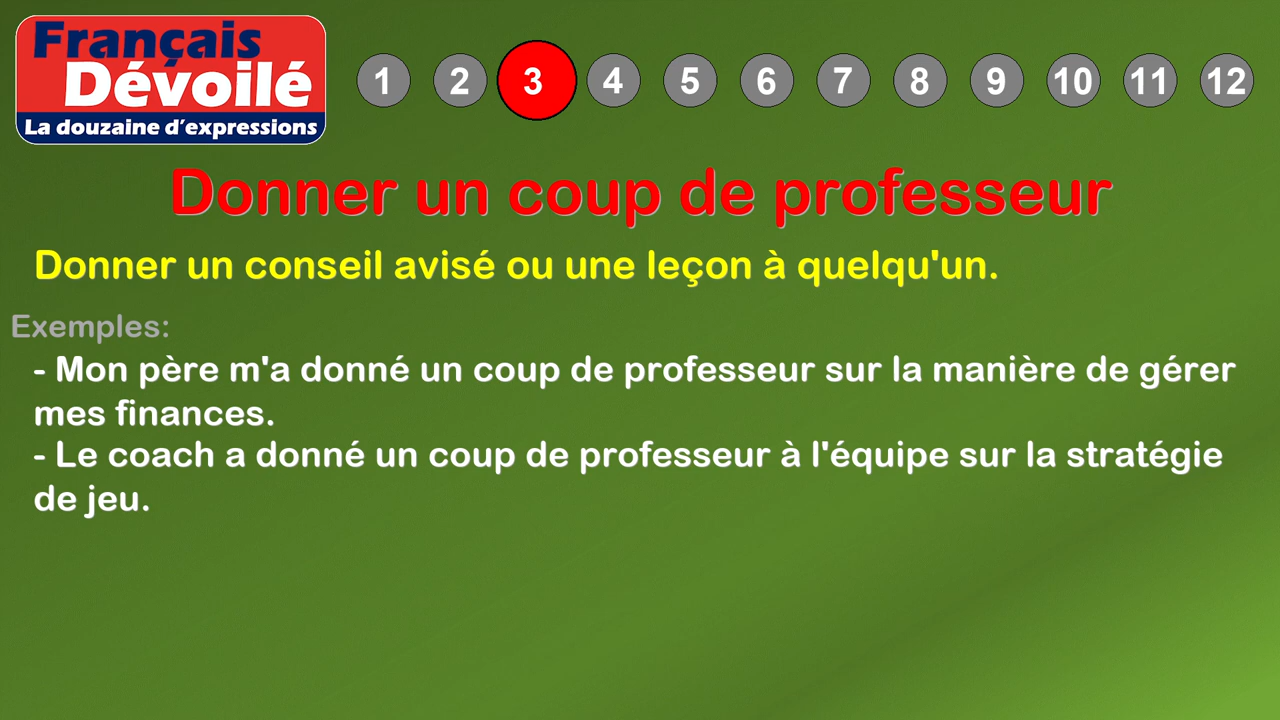 Français
Dévoilé
La douzaine d'expressions
1 2 3 4 5 6 7 8 9 10 11 12
Donner un coup de professeur
Donner un conseil avisé ou une leçon à quelqu'un.
Exemples:
- Mon père m'a donné un coup de professeur sur la manière de gérer
mes finances.
- Le coach a donné un coup de professeur à l'équipe sur la stratégie
de jeu.